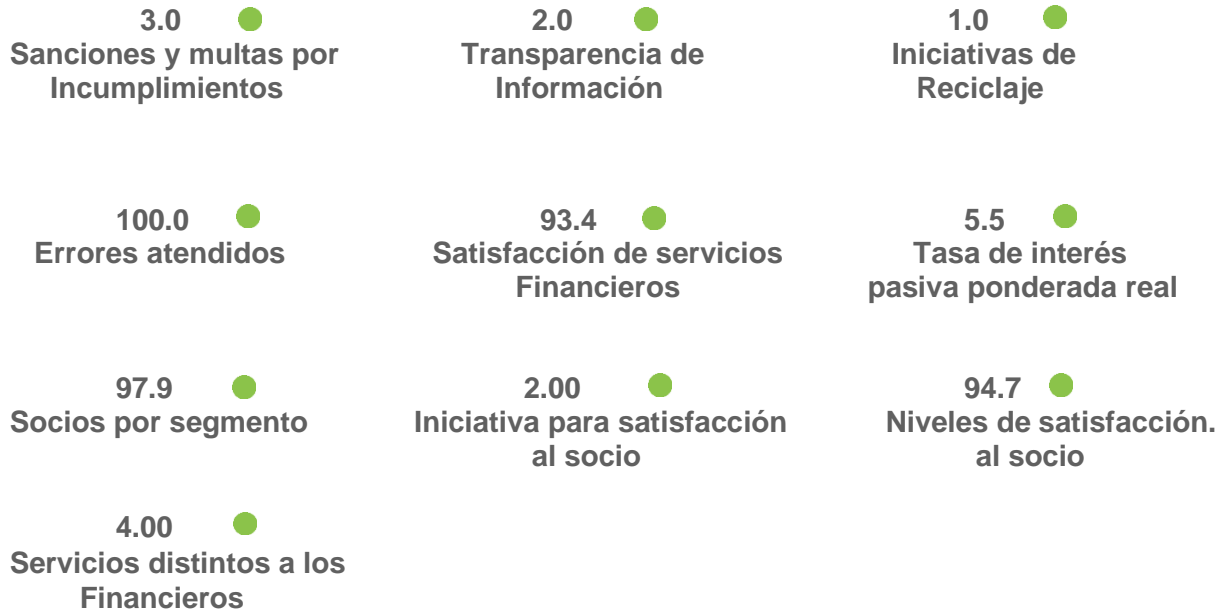 3.0
Sanciones y multas por
Incumplimientos
2.0
Transparencia de
Información
1.0
Iniciativas de
Reciclaje
100.0
Errores atendidos
93.4
Satisfacción de servicios
Financieros
5.5
Tasa de interés
pasiva ponderada real
97.9
Socios por segmento
2.00
Iniciativa para satisfacción
al socio
94.7
Niveles de satisfacción.
al socio
4.00
Servicios distintos a los
Financieros